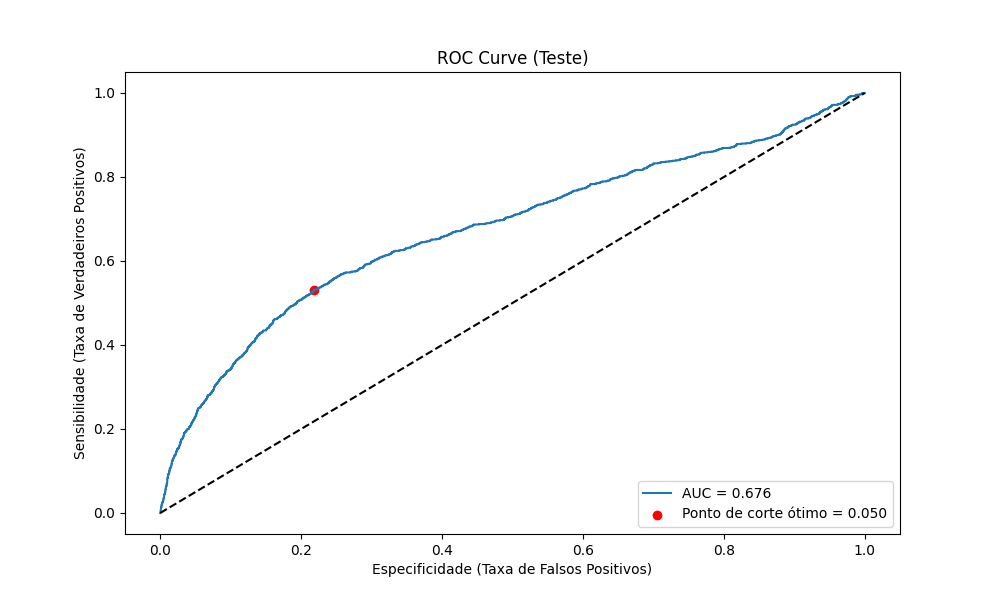 ROC Curve (Teste)
1.0
0.8
0.6
0.4
0.2
0.0
Sensibilidade (Taxa de Verdadeiros Positivos)
AUC = 0.676
Ponto de corte ótimo = 0.050
0.0 0.2 0.4 0.6 0.8 1.0
Especificidade (Taxa de Falsos Positivos)